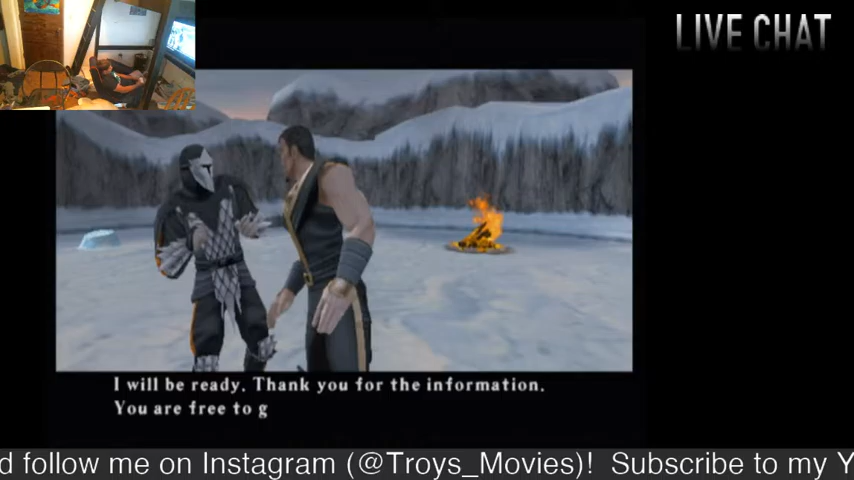 LIVE CHAT
I will be ready. Thank you for the information.
You are free to g
d follow me on Instagram (@Troys_Movies)!  Subscribe to my Y